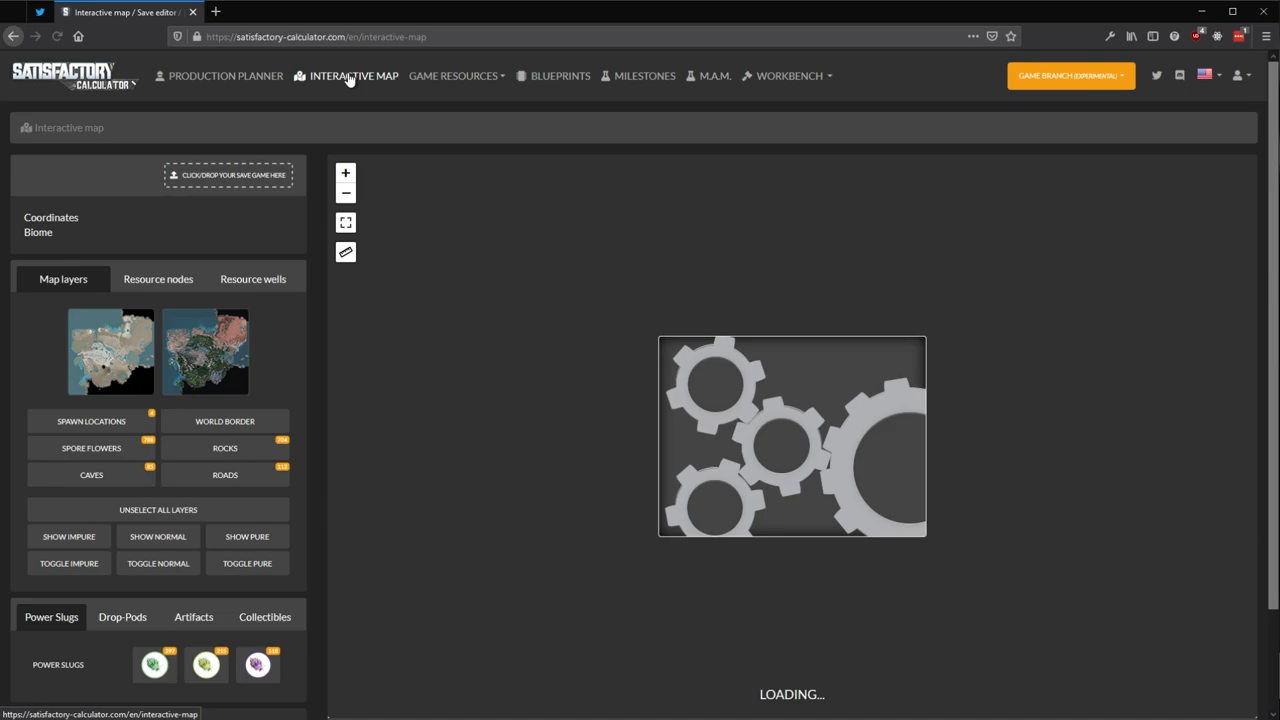 Interactive map / Save editor /
https://satisfactory-calculator.com/en/interactive-map
SATISFACTORY
CALCULATOR
PRODUCTION PLANNER
INTERACTIVE MAP
GAME RESOURCES
BLUEPRINTS
MILESTONES
M.A.M.
WORKBENCH
GAME BRANCH (EXPERIMENTAL)
Interactive map
CLICK/DROP YOUR SAVE GAME HERE
Coordinates
Biome
Map layers
Resource nodes
Resource wells
SPAWN LOCATIONS
WORLD BORDER
SPORE FLOWERS
ROCKS
CAVES
ROADS
UNSELECT ALL LAYERS
SHOW IMPURE
SHOW NORMAL
SHOW PURE
TOGGLE IMPURE
TOGGLE NORMAL
TOGGLE PURE
Power Slugs
Drop-Pods
Artifacts
Collectibles
POWER SLUGS
LOADING...
https://satisfactory-calculator.com/en/interactive-map